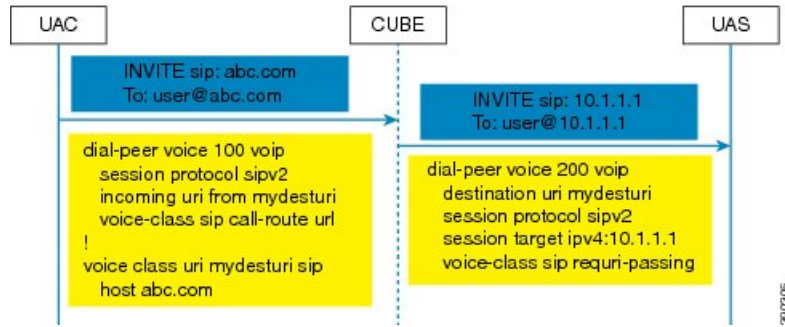 UAC
CUBE
UAS
INVITE sip: abc.com
To: user@abc.com
INVITE sip: 10.1.1.1
To: user@10.1.1.1
dial-peer voice 100 voip
session protocol sipv2
incoming uri from mydesturi
voice-class sip call-route url
!
voice class uri mydesturi sip
host abc.com
dial-peer voice 200 voip
destination uri mydesturi
session protocol sipv2
session target ipv4:10.1.1.1
voice-class sip requri-passing